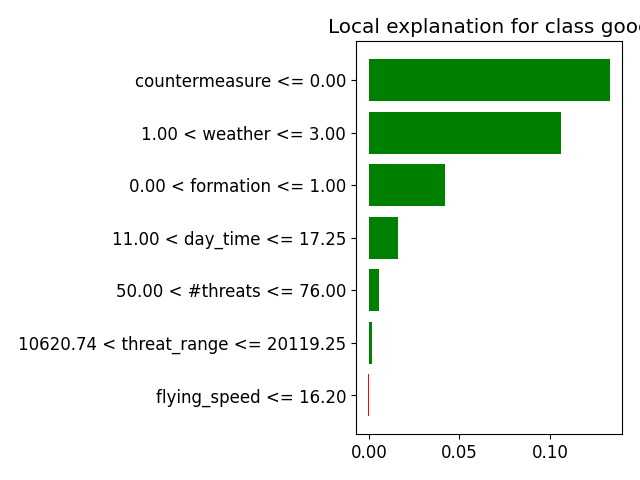 Local explanation for class good
countermeasure <= 0.00
1.00 < weather <= 3.00
0.00 < formation <= 1.00
11.00 < day_time <= 17.25
50.00 < #threats <= 76.00
10620.74 < threat_range <= 20119.25
flying_speed <= 16.20
0.00 0.05 0.10